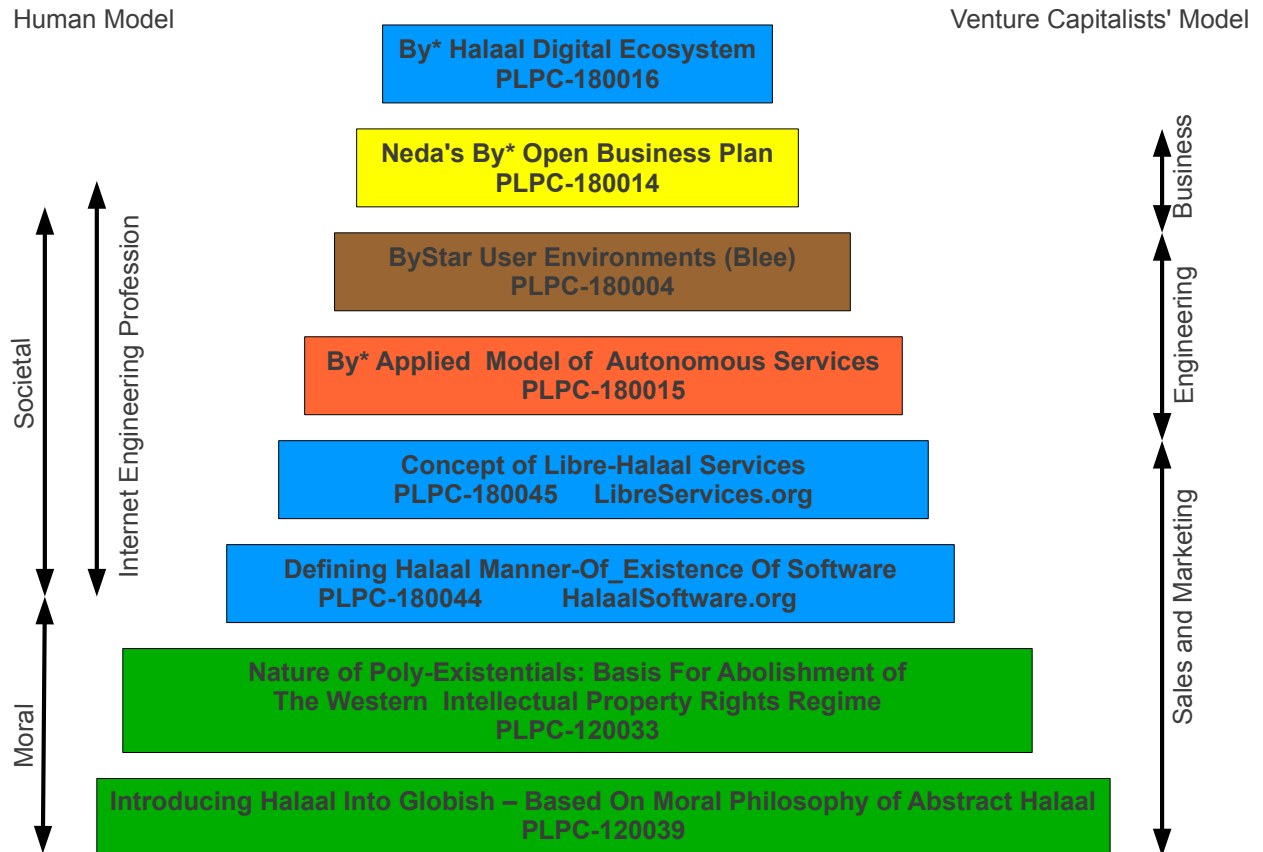 Human Model
Venture Capitalists' Model
By* Halaal Digital Ecosystem
PLPC-180016
Neda's By* Open Business Plan
PLPC-180014
ByStar User Environments (Blee)
PLPC-180004
By* Applied Model of Autonomous Services
PLPC-180015
Concept of Libre-Halaal Services
PLPC-180045 LibreServices.org
Defining Halaal Manner-Of_Existence Of Software
PLPC-180044 HalaalSoftware.org
Nature of Poly-Existentials: Basis For Abolishment of
The Western Intellectual Property Rights Regime
PLPC-120033
Introducing Halaal Into Globish – Based On Moral Philosophy of Abstract Halaal
PLPC-120039
Societal
Moral
Internet Engineering Profession
Business
Engineering
Sales and Marketing